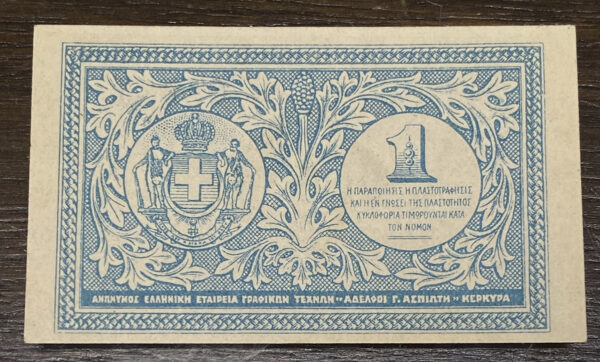 1
Η ΠΑΡΑΠΟΙΗΣΙΣ Η ΠΛΑΣΤΟΓΡΑΦΗΣΙΣ
ΚΑΙ Η ΕΝ ΓΝΩΣΕΙ ΤΗΣ ΠΛΑΣΤΟΤΗΤΟΣ
ΚΥΚΛΟΦΟΡΙΑ ΤΙΜΩΡΟΥΝΤΑΙ ΚΑΤΑ
ΤΟΝ ΝΟΜΟΝ
ΑΝΩΝΥΜΟΣ ΕΛΛΗΝΙΚΗ ΕΤΑΙΡΕΙΑ ΓΡΑΦΙΚΩΝ ΤΕΧΝΩΝ "ΑΔΕΛΦΟΙ Γ. ΑΣΠΙΩΤΗ" ΚΕΡΚΥΡΑ